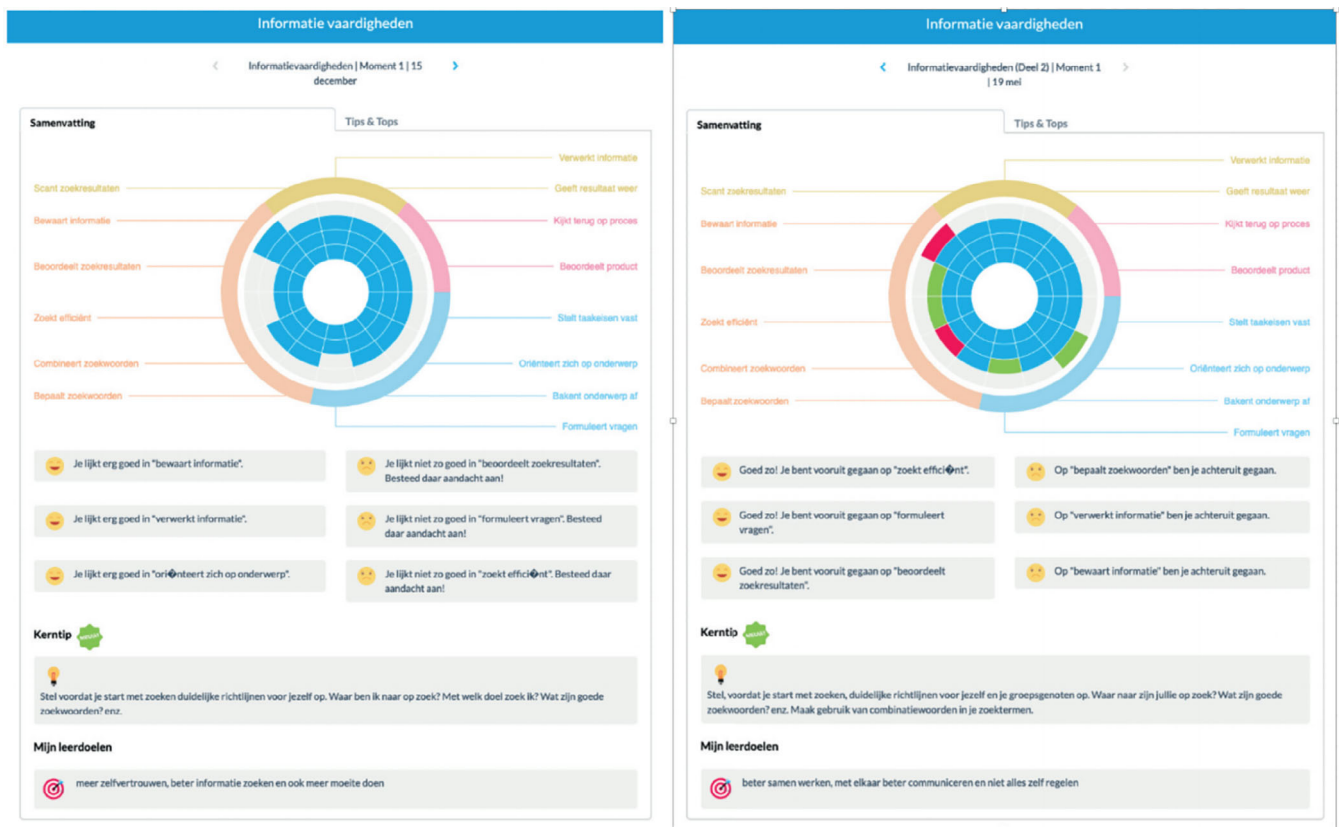 Informatie vaardigheden
Informatievaardigheden | Moment 1 | 15
december
Samenvatting
Tips & Tops
Verwerkt informatie
Scant zoekresultaten
Geeft resultaat weer
Bewaart informatie
Kijkt terug op proces
Beoordeelt zoekresultaten
Beoordeelt product
Zoekt efficiënt
Stelt taakeisen vast
Combineert zoekwoorden
Oriënteert zich op onderwerp
Bepaalt zoekwoorden
Bakent onderwerp af
Formuleert vragen
Je lijkt erg goed in "bewaart informatie".
Je lijkt niet zo goed in "beoordeelt zoekresultaten".
Besteed daar aandacht aan!
Je lijkt erg goed in "verwerkt informatie".
Je lijkt niet zo goed in "formuleert vragen". Besteed
daar aandacht aan!
Je lijkt erg goed in "ori�nteert zich op onderwerp".
Je lijkt niet zo goed in "zoekt effici�nt". Besteed daar
aandacht aan!
Kerntip
Stel voordat je start met zoeken duidelijke richtlijnen voor jezelf op. Waar ben ik naar op zoek? Met welk doel zoek ik? Wat zijn goede
zoekwoorden? enz.
Mijn leerdoelen
meer zelfvertrouwen, beter informatie zoeken en ook meer moeite doen
Informatie vaardigheden
Informatievaardigheden (Deel 2) | Moment 1
| 19 mei
Samenvatting
Tips & Tops
Verwerkt informatie
Scant zoekresultaten
Geeft resultaat weer
Bewaart informatie
Kijkt terug op proces
Beoordeelt zoekresultaten
Beoordeelt product
Zoekt efficiënt
Stelt taakeisen vast
Combineert zoekwoorden
Oriënteert zich op onderwerp
Bepaalt zoekwoorden
Bakent onderwerp af
Formuleert vragen
Goed zo! Je bent vooruit gegaan op "zoekt effici�nt".
Op "bepaalt zoekwoorden" ben je achteruit gegaan.
Goed zo! Je bent vooruit gegaan op "formuleert
vragen".
Op "verwerkt informatie" ben je achteruit gegaan.
Goed zo! Je bent vooruit gegaan op "beoordeelt
zoekresultaten".
Op "bewaart informatie" ben je achteruit gegaan.
Kerntip
Stel, voordat je start met zoeken, duidelijke richtlijnen voor jezelf en je groepsgenoten op. Waar naar zijn jullie op zoek? Wat zijn goede
zoekwoorden? enz. Maak gebruik van combinatiewoorden in je zoektermen.
Mijn leerdoelen
beter samen werken, met elkaar beter communiceren en niet alles zelf regelen